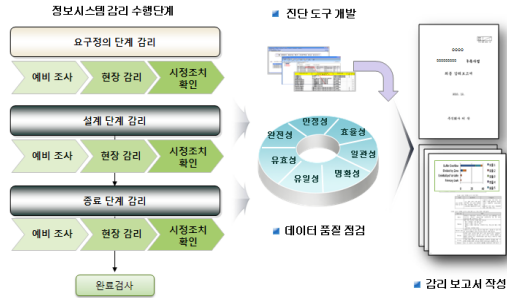 정보시스템 감리 수행단계
요구정의 단계 감리
예비 조사
현장 감리
시정조치
확인
설계 단계 감리
예비 조사
현장 감리
시정조치
확인
종료 단계 감리
예비 조사
현장 감리
시정조치
확인
완료검사
진단 도구 개발
안정성
효율성
일관성
명확성
유일성
유효성
완전성
데이터 품질 점검
감리 보고서 작성